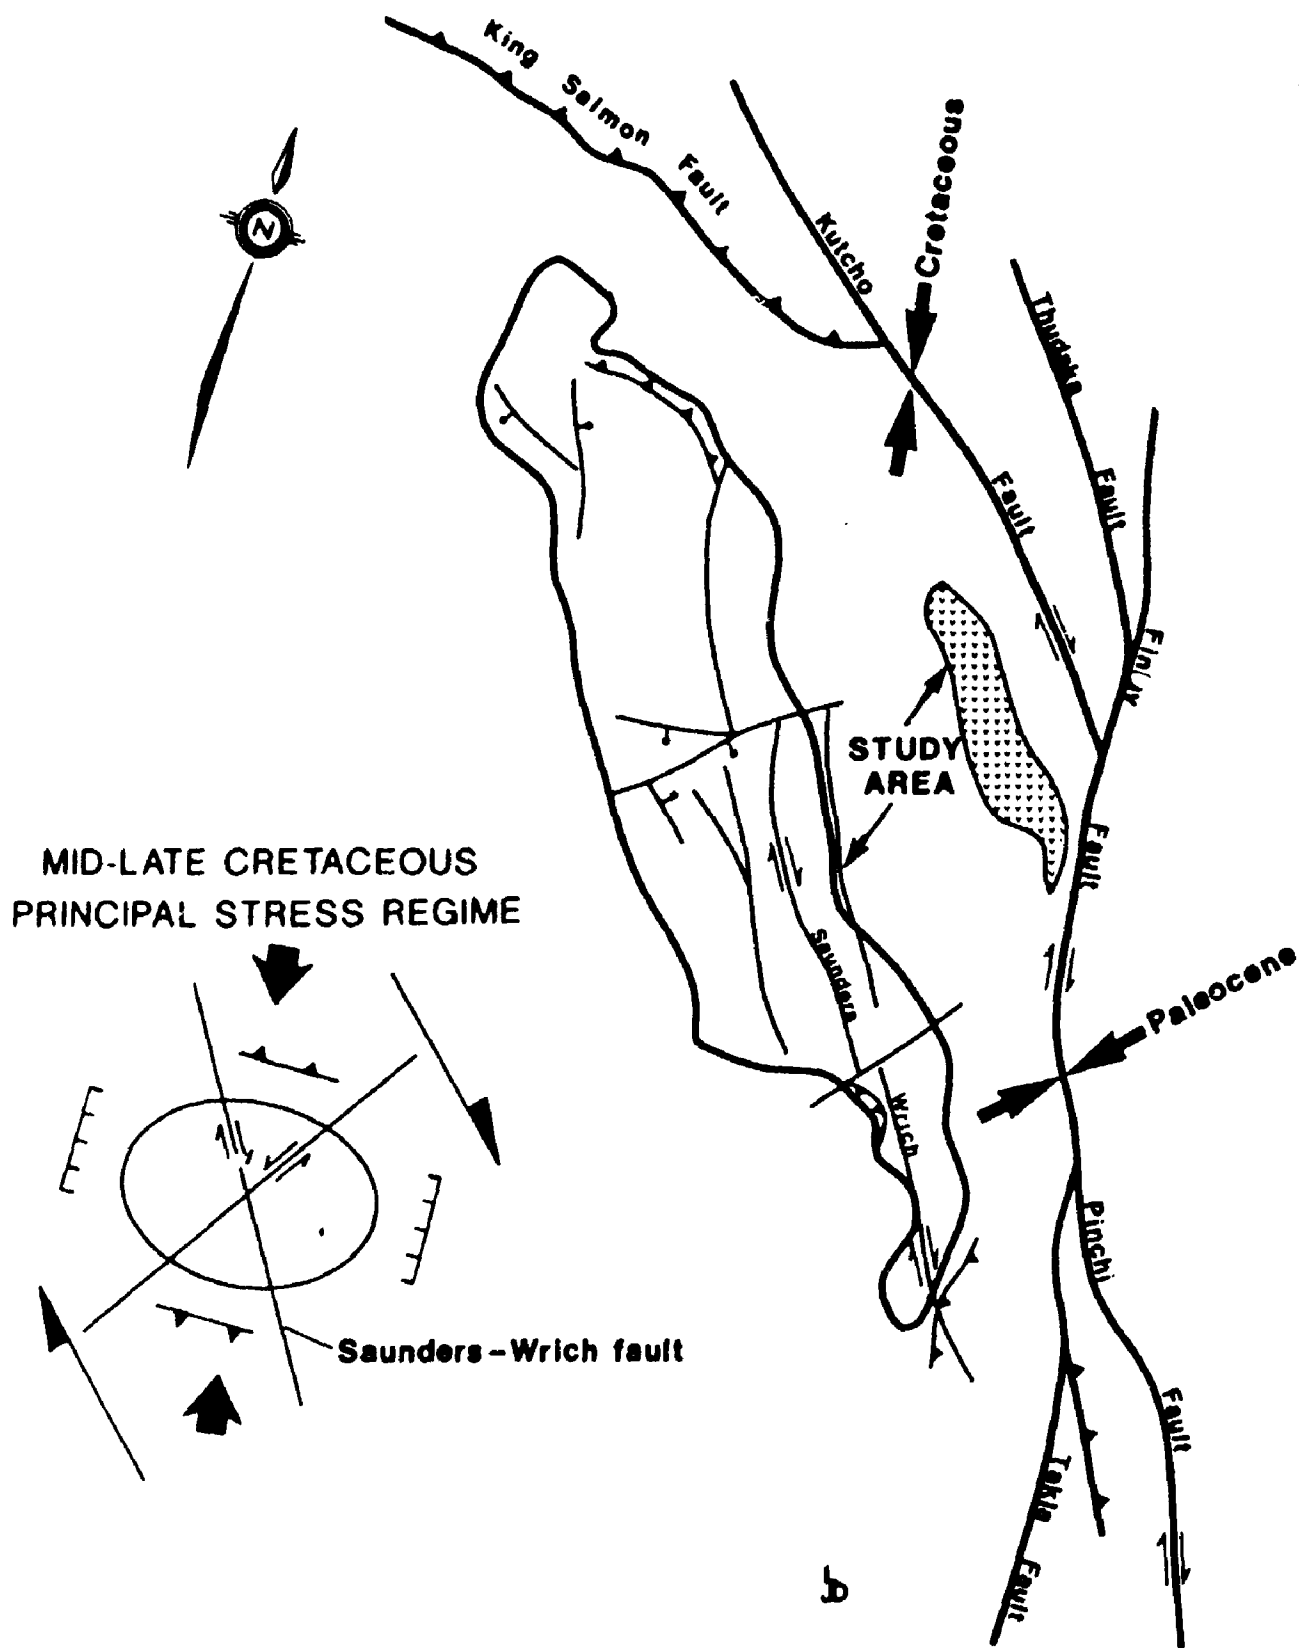 King Salmon Fault
Kutcho Fault
Cretaceous
Thudaka Fault
N
Finlay Fault
STUDY
AREA
MID-LATE CRETACEOUS
PRINCIPAL STRESS REGIME
Saunders
Wrich
Paleocene
Pinchi Fault
Saunders-Wrich fault
Takla Fault
b